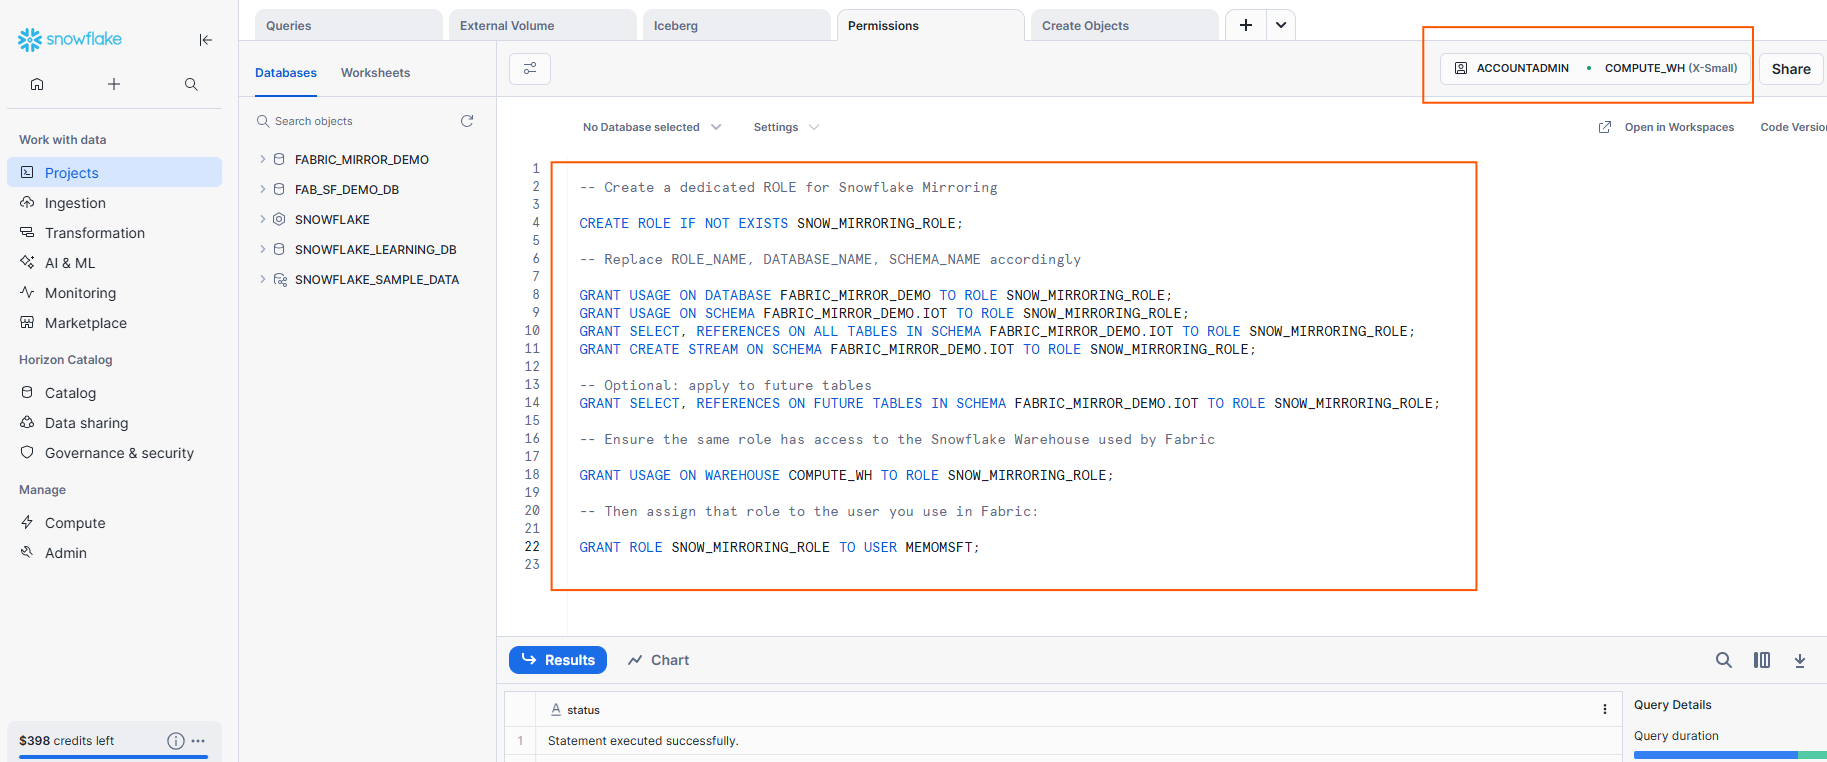 snowflake
Work with data
Projects
Ingestion
Transformation
AI & ML
Monitoring
Marketplace
Horizon Catalog
Catalog
Data sharing
Governance & security
Manage
Compute
Admin
$398 credits left
Queries
External Volume
Iceberg
Permissions
Create Objects
Databases
Worksheets
Search objects
FABRIC_MIRROR_DEMO
FAB_SF_DEMO_DB
SNOWFLAKE
SNOWFLAKE_LEARNING_DB
SNOWFLAKE_SAMPLE_DATA
ACCOUNTADMIN • COMPUTE_WH (X-Small)
Share
No Database selected
Settings
Open in Workspaces
Code Version
1
2 -- Create a dedicated ROLE for Snowflake Mirroring
3
4 CREATE ROLE IF NOT EXISTS SNOW_MIRRORING_ROLE;
5
6 -- Replace ROLE_NAME, DATABASE_NAME, SCHEMA_NAME accordingly
7
8 GRANT USAGE ON DATABASE FABRIC_MIRROR_DEMO TO ROLE SNOW_MIRRORING_ROLE;
9 GRANT USAGE ON SCHEMA FABRIC_MIRROR_DEMO.IOT TO ROLE SNOW_MIRRORING_ROLE;
10 GRANT SELECT, REFERENCES ON ALL TABLES IN SCHEMA FABRIC_MIRROR_DEMO.IOT TO ROLE SNOW_MIRRORING_ROLE;
11 GRANT CREATE STREAM ON SCHEMA FABRIC_MIRROR_DEMO.IOT TO ROLE SNOW_MIRRORING_ROLE;
12
13 -- Optional: apply to future tables
14 GRANT SELECT, REFERENCES ON FUTURE TABLES IN SCHEMA FABRIC_MIRROR_DEMO.IOT TO ROLE SNOW_MIRRORING_ROLE;
15
16 -- Ensure the same role has access to the Snowflake Warehouse used by Fabric
17
18 GRANT USAGE ON WAREHOUSE COMPUTE_WH TO ROLE SNOW_MIRRORING_ROLE;
19
20 -- Then assign that role to the user you use in Fabric:
21
22 GRANT ROLE SNOW_MIRRORING_ROLE TO USER MEMOMSFT;
23
Results
Chart
A status
1 Statement executed successfully.
Query Details
Query duration